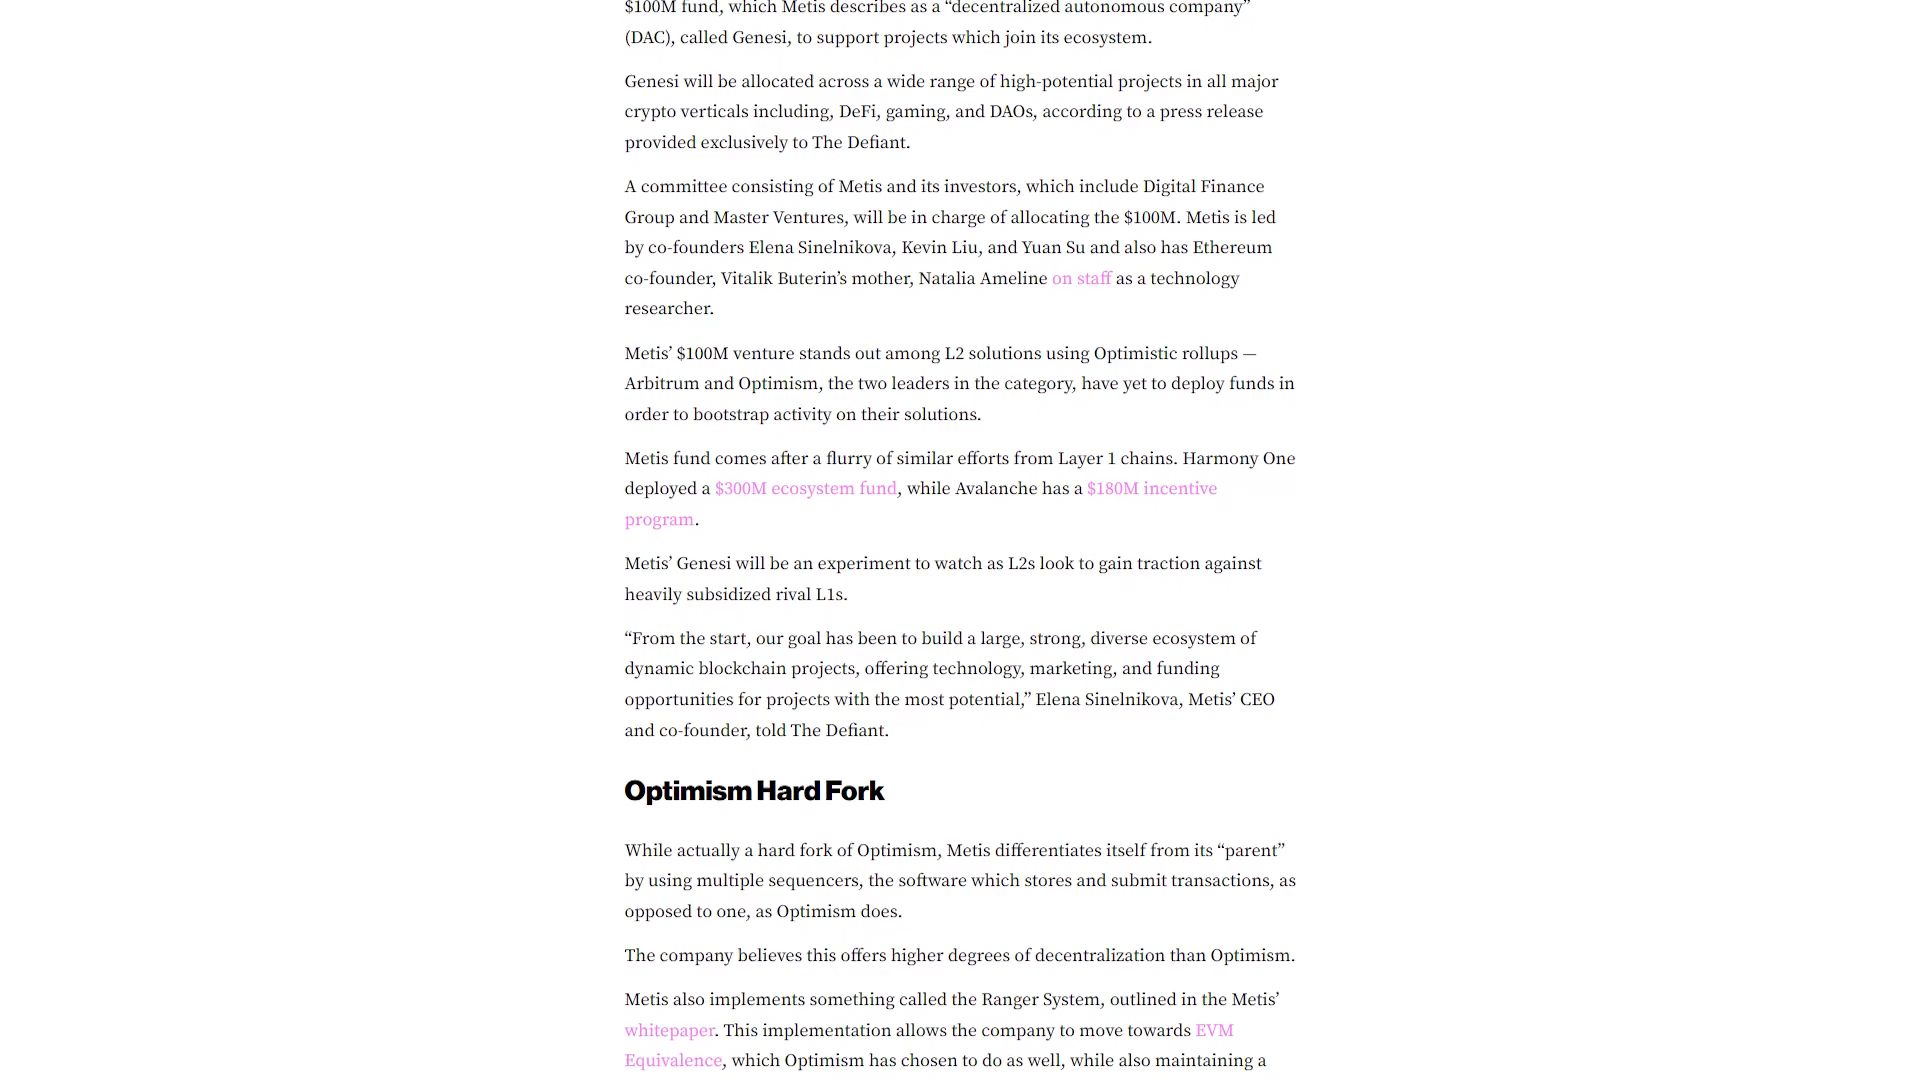 $100M fund, which Metis describes as a “decentralized autonomous company”
(DAC), called Genesi, to support projects which join its ecosystem.
Genesi will be allocated across a wide range of high-potential projects in all major
crypto verticals including, DeFi, gaming, and DAOs, according to a press release
provided exclusively to The Defiant.
A committee consisting of Metis and its investors, which include Digital Finance
Group and Master Ventures, will be in charge of allocating the $100M. Metis is led
by co-founders Elena Sinelnikova, Kevin Liu, and Yuan Su and also has Ethereum
co-founder, Vitalik Buterin’s mother, Natalia Ameline on staff as a technology
researcher.
Metis’ $100M venture stands out among L2 solutions using Optimistic rollups —
Arbitrum and Optimism, the two leaders in the category, have yet to deploy funds in
order to bootstrap activity on their solutions.
Metis fund comes after a flurry of similar efforts from Layer 1 chains. Harmony One
deployed a $300M ecosystem fund, while Avalanche has a $180M incentive
program.
Metis’ Genesi will be an experiment to watch as L2s look to gain traction against
heavily subsidized rival L1s.
“From the start, our goal has been to build a large, strong, diverse ecosystem of
dynamic blockchain projects, offering technology, marketing, and funding
opportunities for projects with the most potential,” Elena Sinelnikova, Metis’ CEO
and co-founder, told The Defiant.
Optimism Hard Fork
While actually a hard fork of Optimism, Metis differentiates itself from its “parent”
by using multiple sequencers, the software which stores and submit transactions, as
opposed to one, as Optimism does.
The company believes this offers higher degrees of decentralization than Optimism.
Metis also implements something called the Ranger System, outlined in the Metis’
whitepaper. This implementation allows the company to move towards EVM
Equivalence, which Optimism has chosen to do as well, while also maintaining a